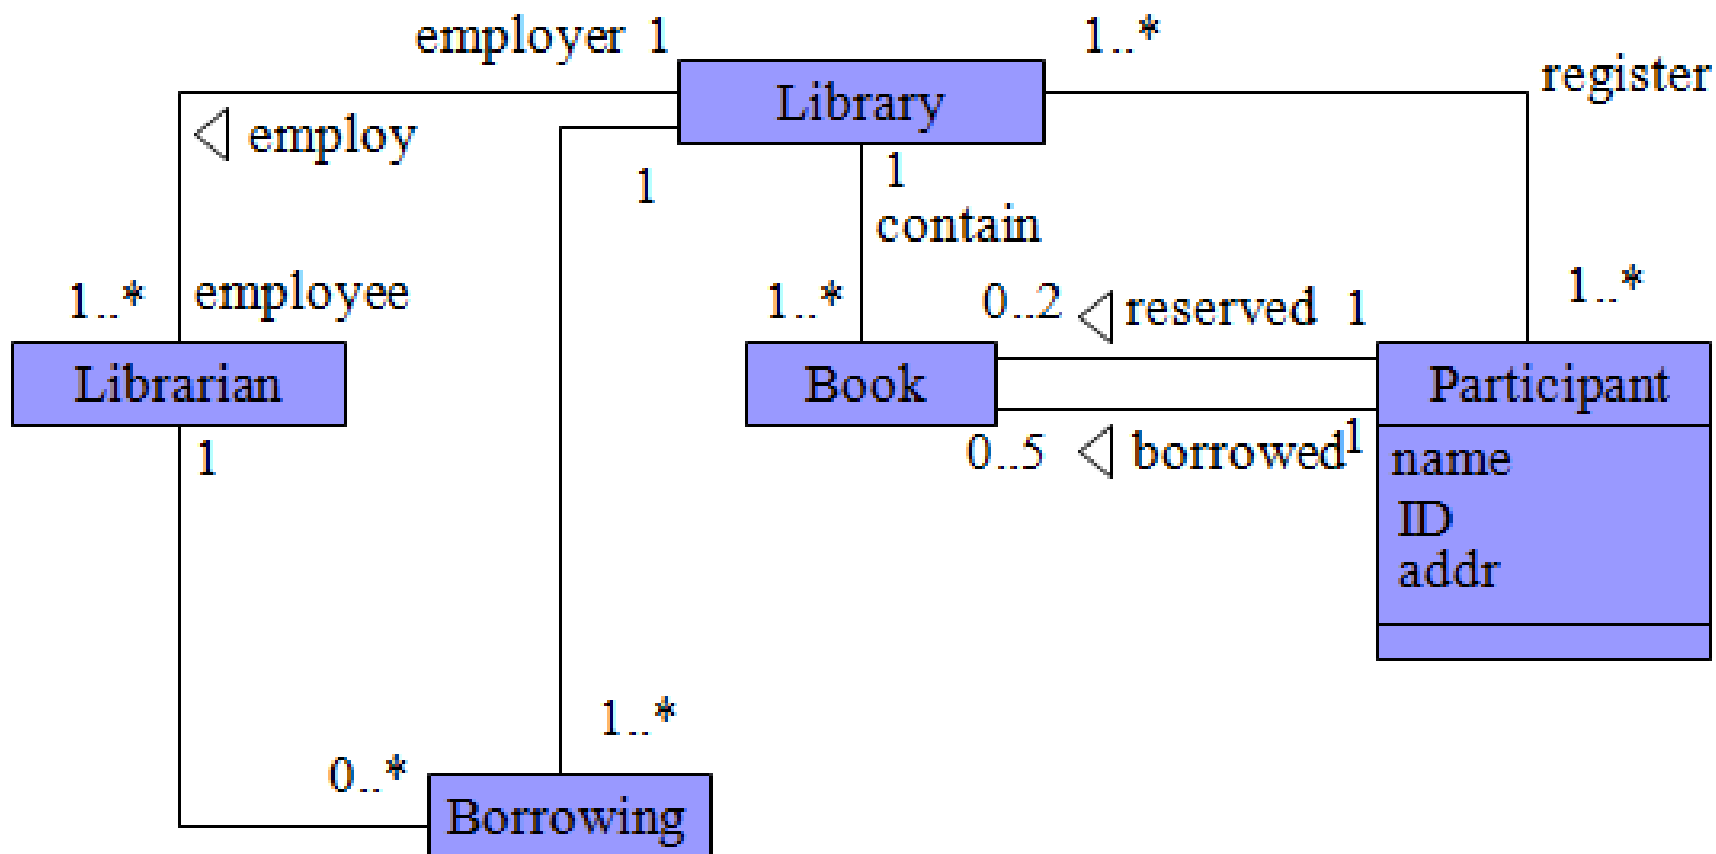 employer 1
1..*
Library
register
employ
1
1
contain
1..*
employee
1..*
0..2
reserved 1
1..*
Librarian
Book
Participant
1
0..5
borrowed 1
name
ID
addr
1..*
0..*
Borrowing